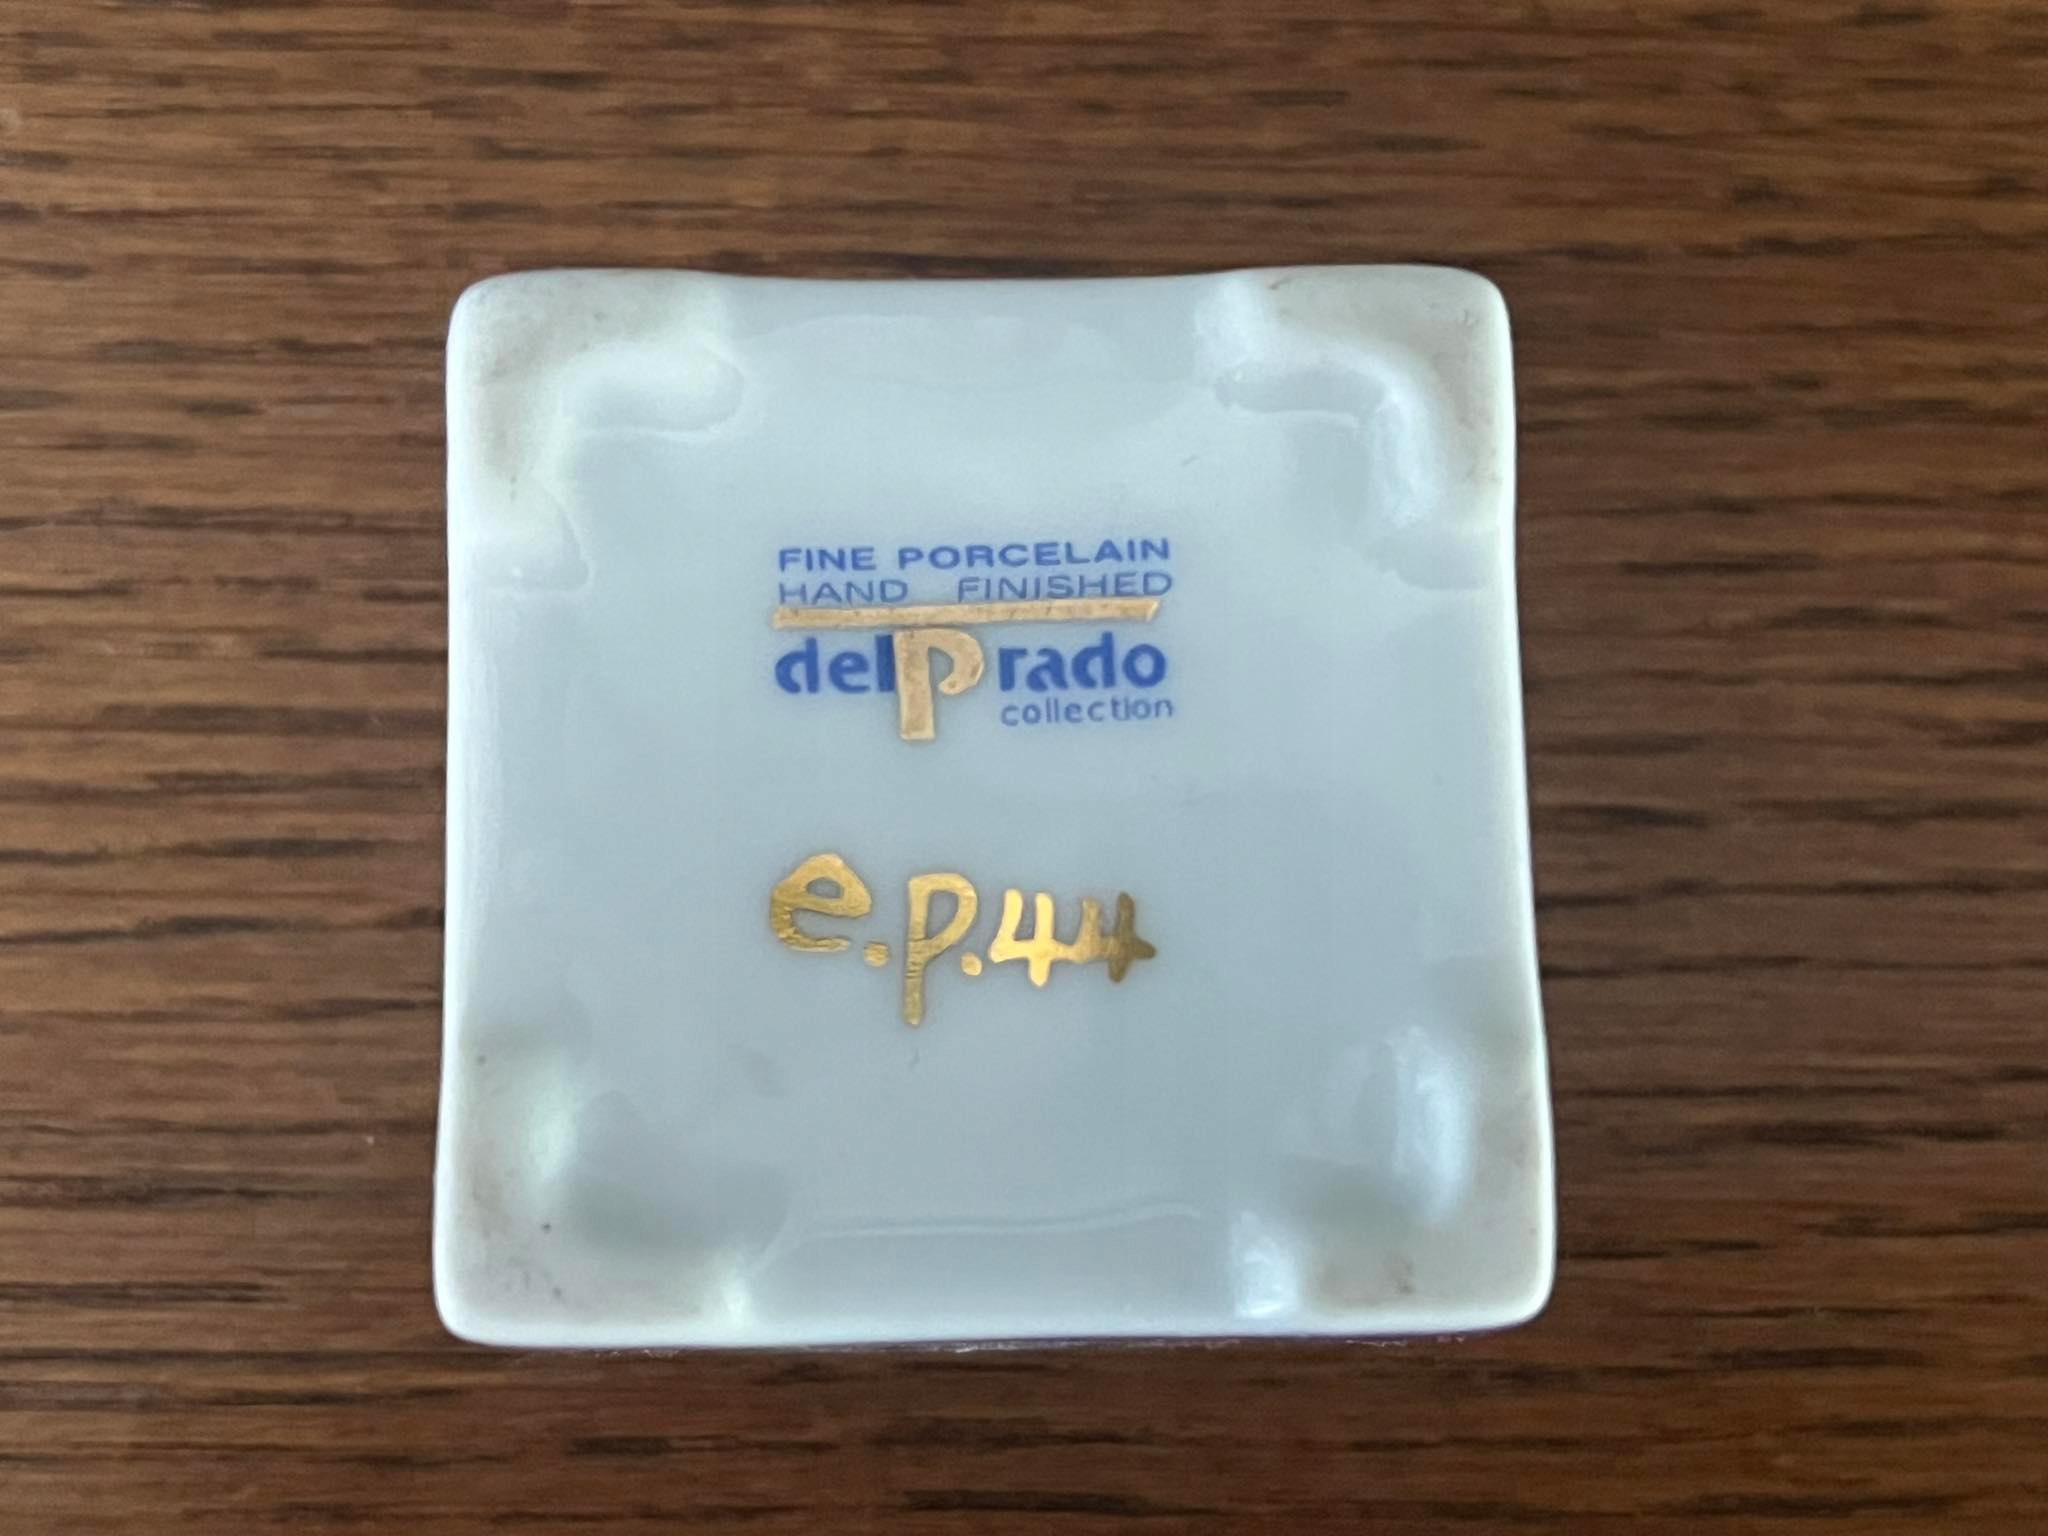 FINE PORCELAIN
HAND FINISHED
delPrado
collection
e.p.44